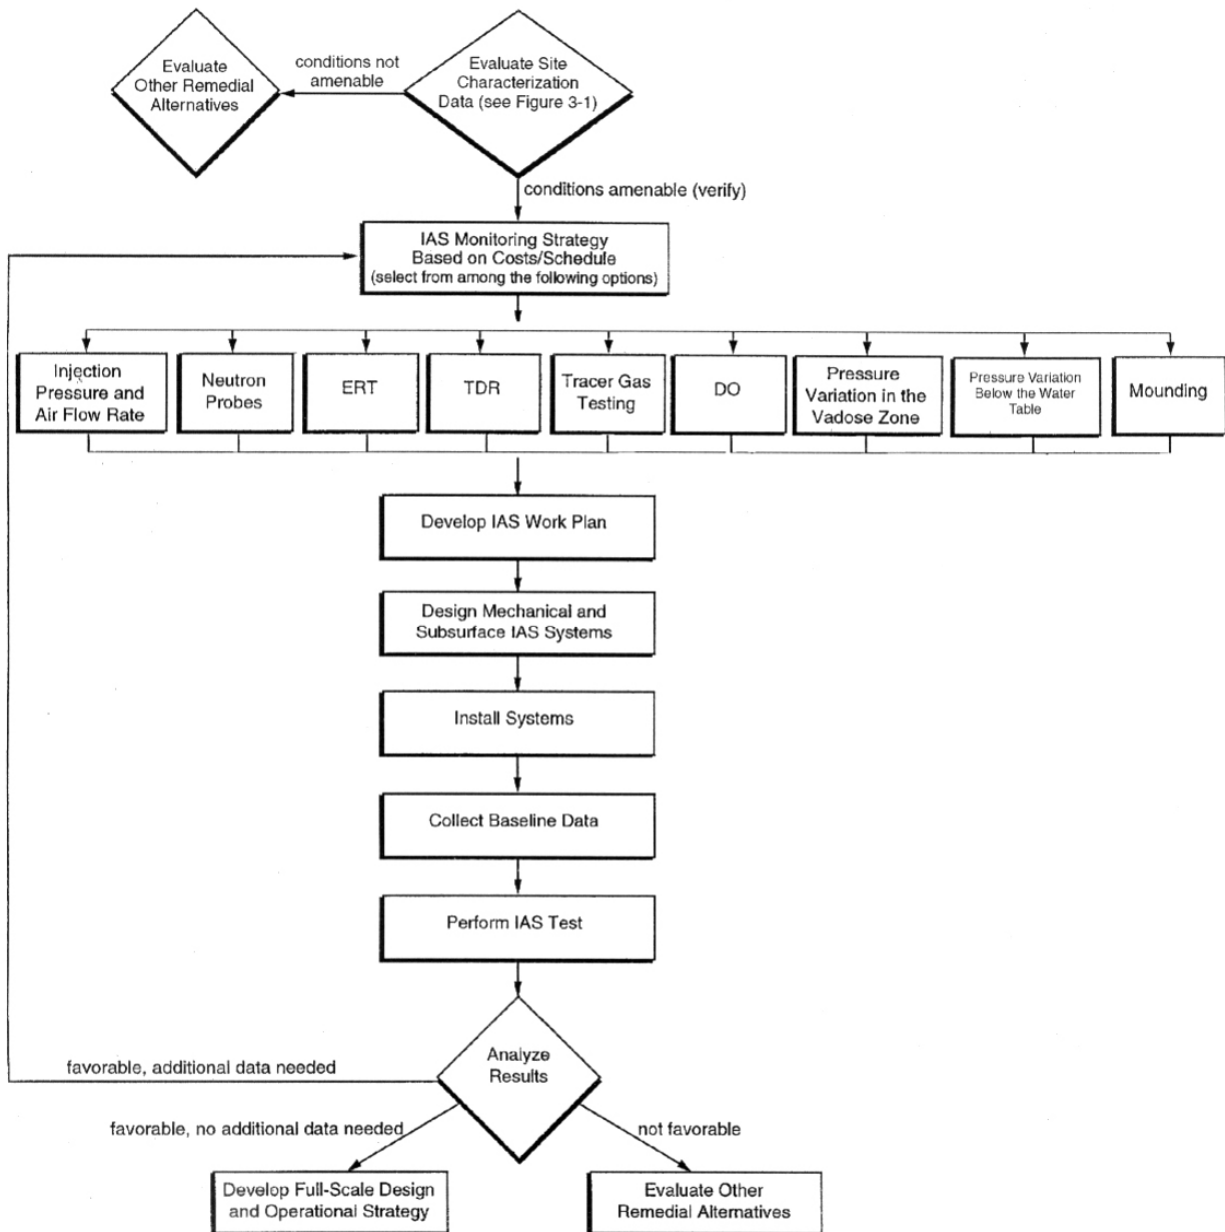 Evaluate
Other Remedial
Alternatives
conditions not
amenable
Evaluate Site
Characterization
Data (see Figure 3-1)
conditions amenable (verify)
IAS Monitoring Strategy
Based on Costs/Schedule
(select from among the following options)
Injection
Pressure and
Air Flow Rate
Neutron
Probes
ERT
TDR
Tracer Gas
Testing
DO
Pressure
Variation in the
Vadose Zone
Pressure Variation
Below the Water
Table
Mounding
Develop IAS Work Plan
Design Mechanical and
Subsurface IAS Systems
Install Systems
Collect Baseline Data
Perform IAS Test
Analyze
Results
favorable, additional data needed
favorable, no additional data needed
not favorable
Develop Full-Scale Design
and Operational Strategy
Evaluate Other
Remedial Alternatives